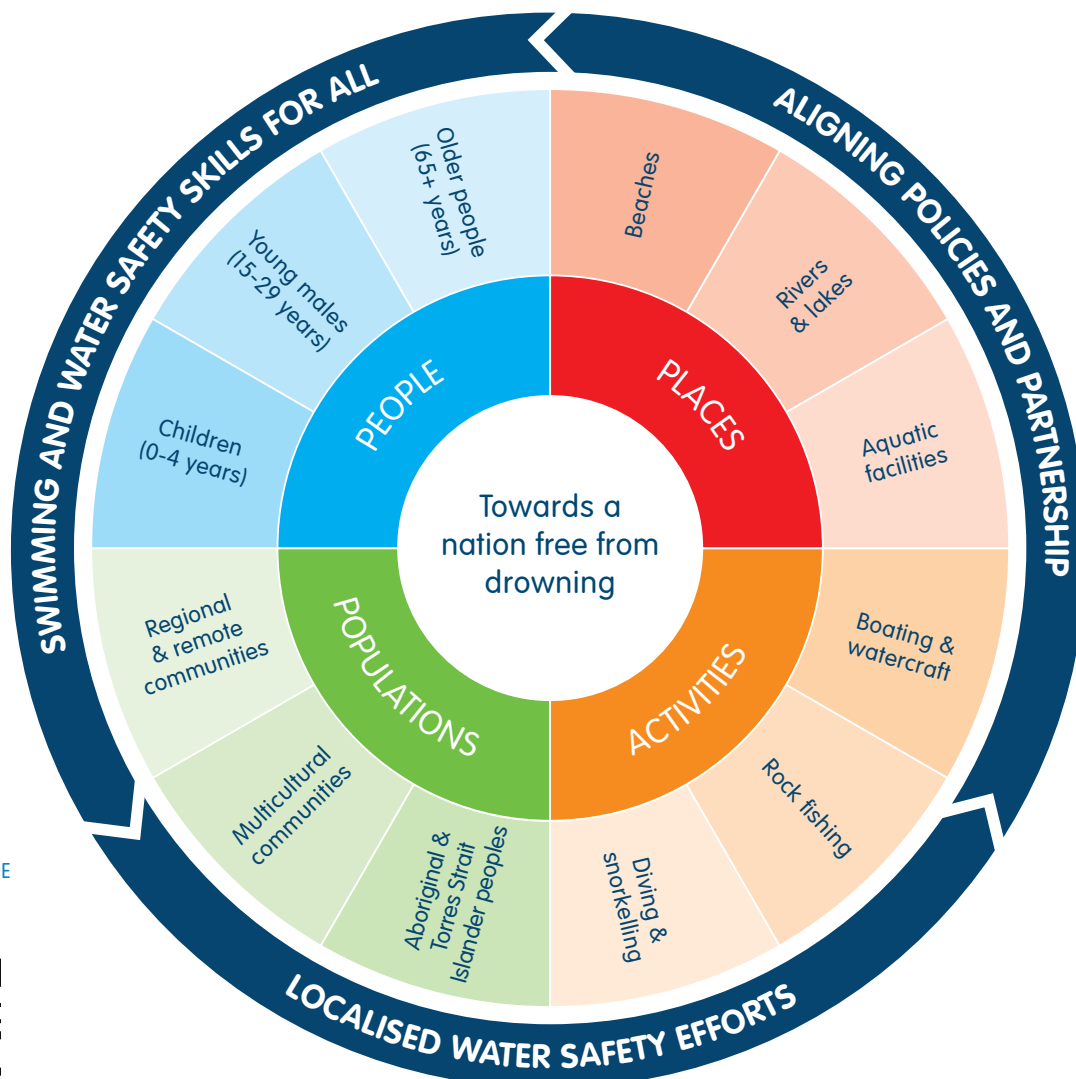 SWIMMING AND WATER SAFETY SKILLS FOR ALL
ALIGNING POLICIES AND PARTNERSHIP
LOCALISED WATER SAFETY EFFORTS
Towards a
nation free from
drowning
PEOPLE
Children
(0-4 years)
Young males
(15-29 years)
Older people
(65+ years)
PLACES
Beaches
Rivers
& lakes
Aquatic
facilities
ACTIVITIES
Boating &
watercraft
Rock fishing
Diving &
snorkelling
POPULATIONS
Aboriginal &
Torres Strait
Islander peoples
Multicultural
communities
Regional
& remote
communities